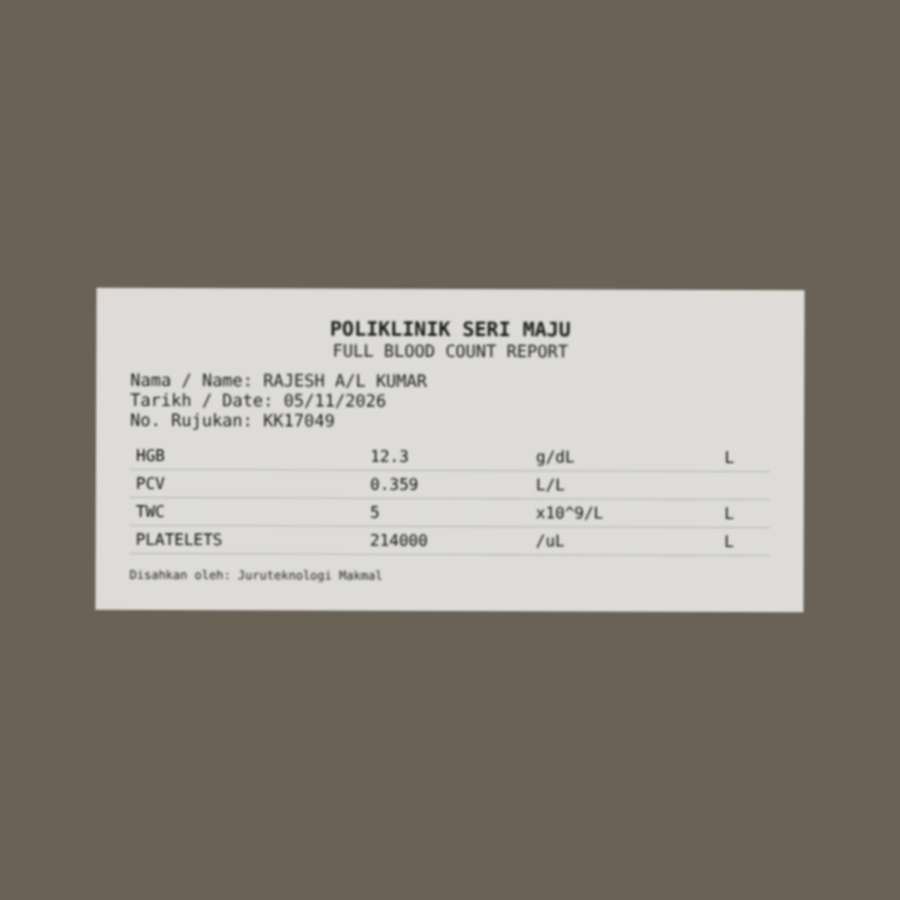 POLIKLINIK SERI MAJU
FULL BLOOD COUNT REPORT
Nama / Name: RAJESH A/L KUMAR
Tarikh / Date: 05/11/2026
No. Rujukan: KK17049
HGB 12.3 g/dL L
PCV 0.359 L/L
TWC 5 x10^9/L L
PLATELETS 214000 /uL L
Disahkan oleh: Juruteknologi Makmal